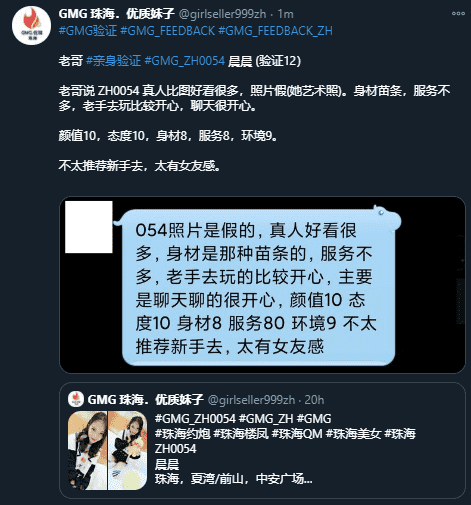 GMG 珠海．优质妹子 @girlseller999zh · 1m
#GMG验证 #GMG_FEEDBACK #GMG_FEEDBACK_ZH
老哥 #亲身验证 #GMG_ZH0054 晨晨 (验证12)
老哥说 ZH0054 真人比图好看很多，照片假(她艺术照)。身材苗条，服务不
多，老手去玩比较开心，聊天很开心。
颜值10，态度10，身材8，服务8，环境9。
不太推荐新手去，太有女友感。
054照片是假的，真人好看很
多，身材是那种苗条的，服务不
多，老手去玩的比较开心，主要
是聊天聊的很开心，颜值10 态
度10 身材8 服务80 环境9 不太
推荐新手去，太有女友感
GMG 珠海．优质妹子 @girlseller999zh · 20h
#GMG_ZH0054 #GMG_ZH #GMG
#珠海约炮 #珠海楼凤 #珠海QM #珠海美女 #珠海
ZH0054
晨晨
珠海，夏湾/前山，中安广场...